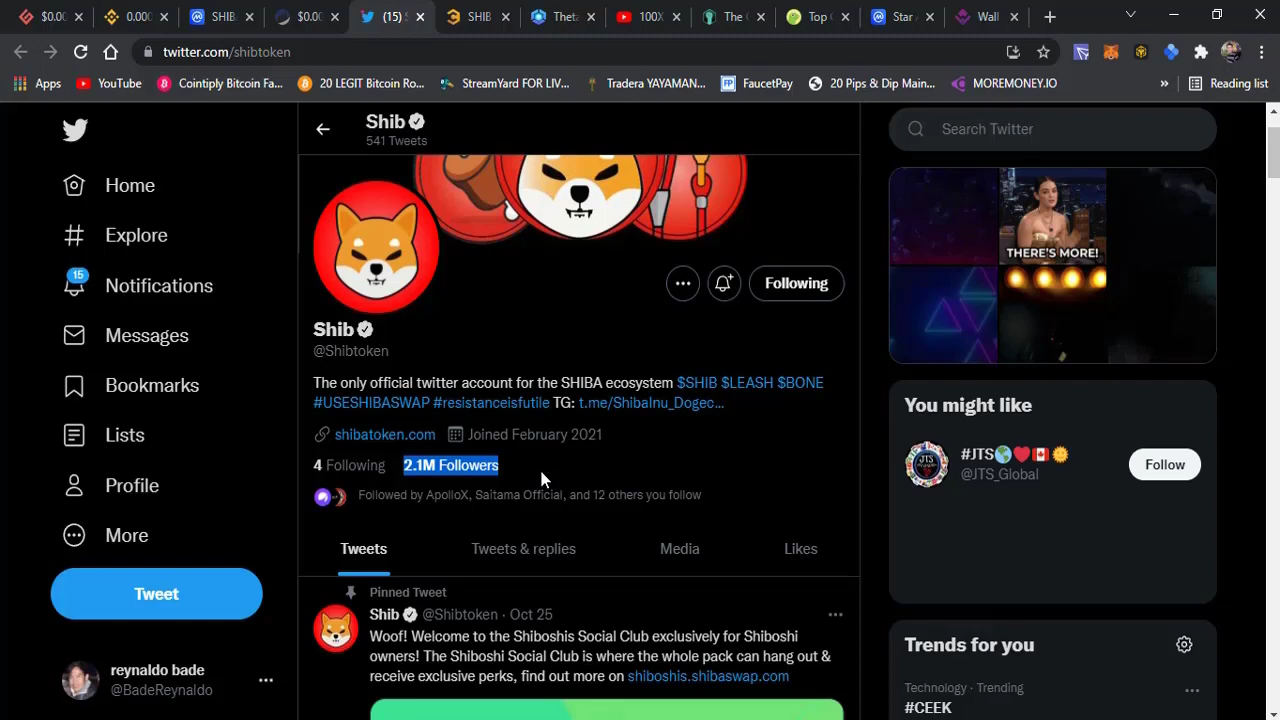 $0.00
0.000
SHIB
$0.00
(15) S
SHIB
Theta
100X
The C
Top C
Star A
Wall
twitter.com/shibtoken
Apps
YouTube
Cointiply Bitcoin Fa...
20 LEGIT Bitcoin Ro...
StreamYard FOR LIV...
Tradera YAYAMAN...
FaucetPay
20 Pips & Dip Main...
MOREMONEY.IO
»
Reading list
Shib
541 Tweets
Search Twitter
Home
Explore
15
Notifications
Messages
Bookmarks
Lists
Profile
More
Tweet
reynaldo bade
@BadeReynaldo
Following
Shib
@Shibtoken
The only official twitter account for the SHIBA ecosystem $SHIB $LEASH $BONE
#USESHIBASWAP #resistanceisfutile TG: t.me/ShibaInu_Dogec...
shibatoken.com Joined February 2021
4 Following 2.1M Followers
Followed by ApolloX, Saitama Official, and 12 others you follow
Tweets Tweets & replies Media Likes
Pinned Tweet
Shib @Shibtoken · Oct 25
Woof! Welcome to the Shiboshis Social Club exclusively for Shiboshi
owners! The Shiboshi Social Club is where the whole pack can hang out &
receive exclusive perks, find out more on shiboshis.shibaswap.com
THERE'S MORE!
You might like
#JTS
@JTS_Global
Follow
Trends for you
Technology · Trending
#CEEK